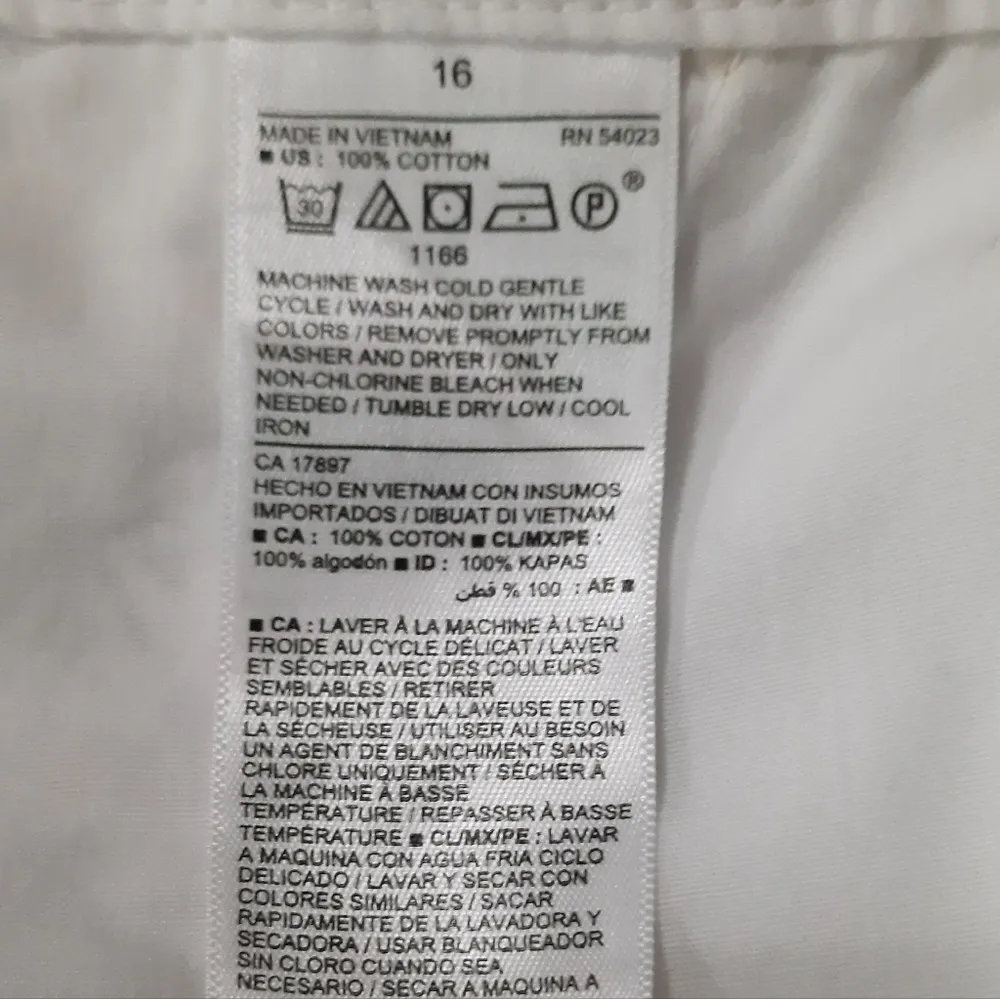 16
MADE IN VIETNAM RN 54023
■ US : 100% COTTON
30 P ®
1166
MACHINE WASH COLD GENTLE
CYCLE / WASH AND DRY WITH LIKE
COLORS / REMOVE PROMPTLY FROM
WASHER AND DRYER / ONLY
NON-CHLORINE BLEACH WHEN
NEEDED / TUMBLE DRY LOW / COOL
IRON
CA 17897
HECHO EN VIETNAM CON INSUMOS
IMPORTADOS / DIBUAT DI VIETNAM
■ CA : 100% COTON ■ CL/MX/PE :
100% algodón ■ ID : 100% KAPAS
■ AE : 100 % قطن
■ CA : LAVER À LA MACHINE À L'EAU
FROIDE AU CYCLE DÉLICAT / LAVER
ET SÉCHER AVEC DES COULEURS
SEMBLABLES / RETIRER
RAPIDEMENT DE LA LAVEUSE ET DE
LA SÉCHEUSE / UTILISER AU BESOIN
UN AGENT DE BLANCHIMENT SANS
CHLORE UNIQUEMENT / SÉCHER À
LA MACHINE À BASSE
TEMPÉRATURE / REPASSER À BASSE
TEMPÉRATURE ■ CL/MX/PE : LAVAR
A MAQUINA CON AGUA FRIA CICLO
DELICADO / LAVAR Y SECAR CON
COLORES SIMILARES / SACAR
RAPIDAMENTE DE LA LAVADORA Y
SECADORA / USAR BLANQUEADOR
SIN CLORO CUANDO SEA
NECESARIO / SECAR A MAQUINA A